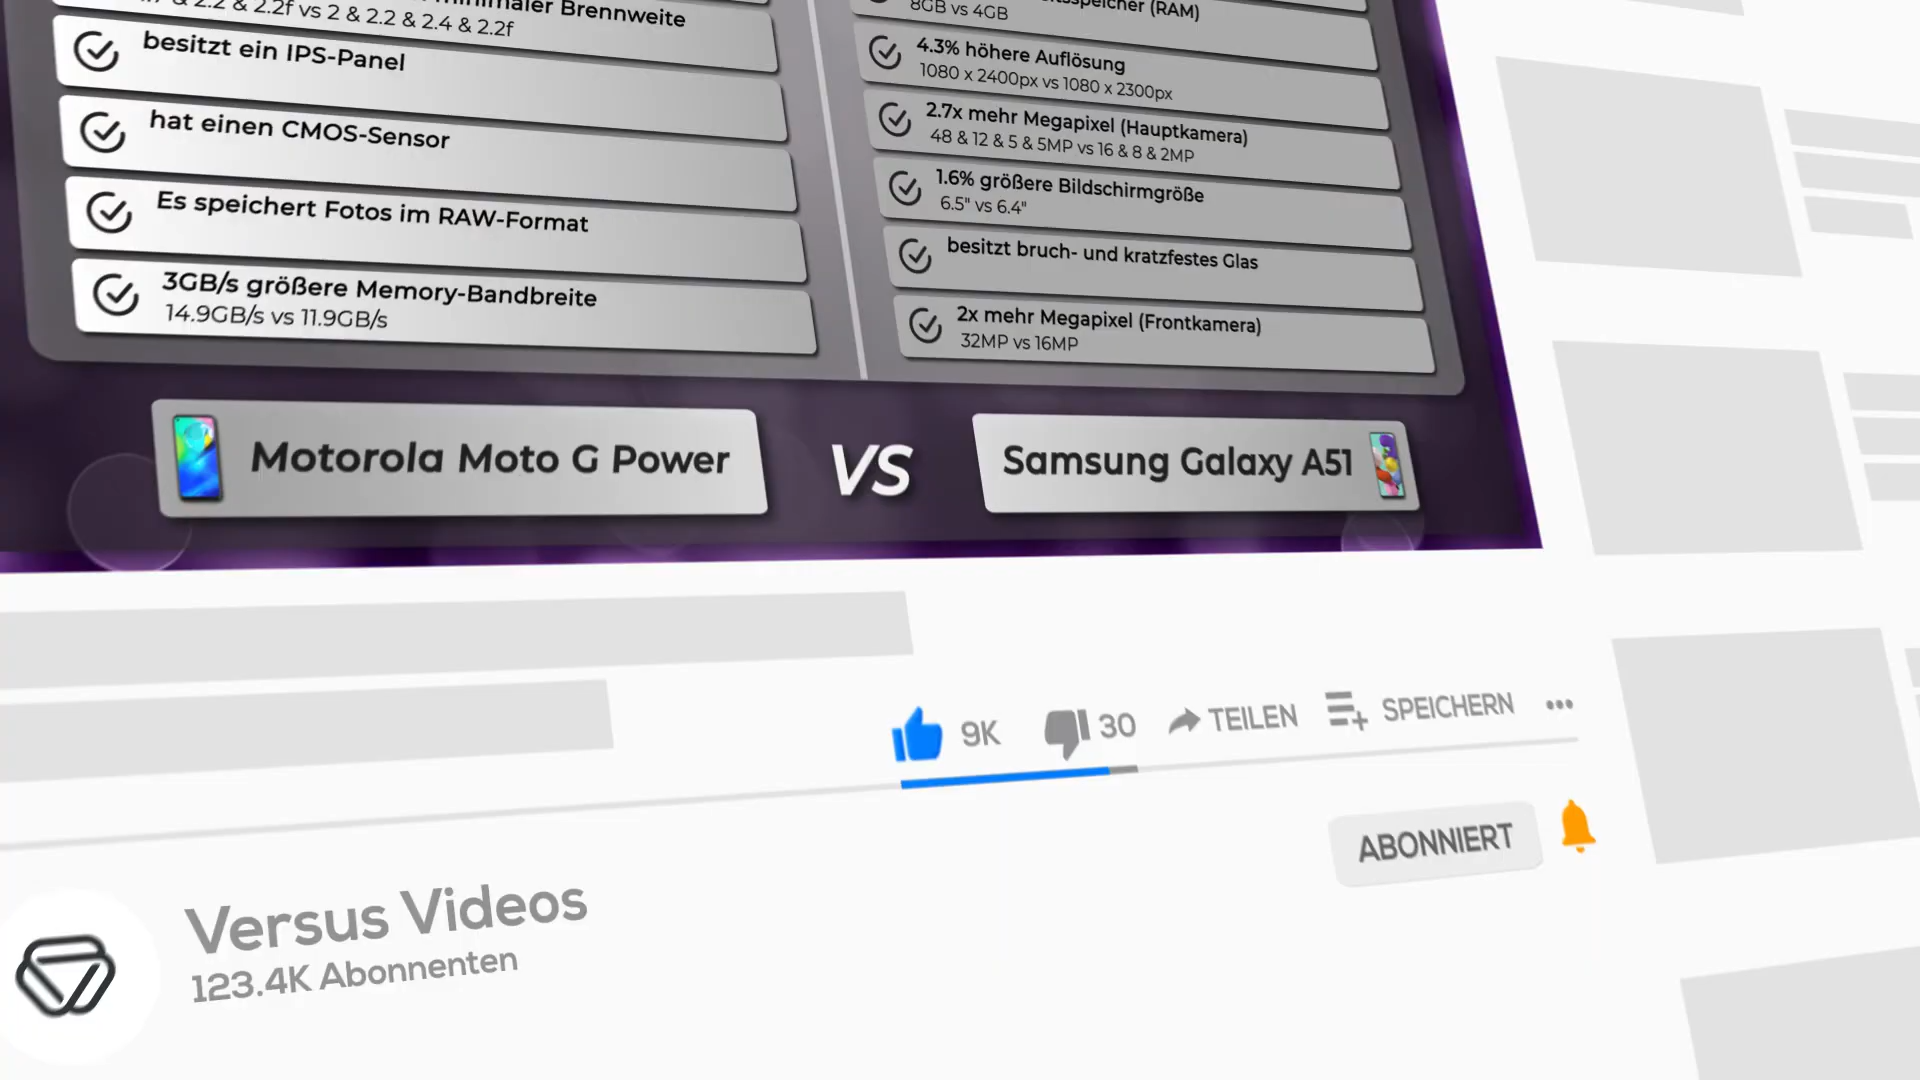 minimaler Brennweite
& 2.2 & 2.2f vs 2 & 2.2 & 2.4 & 2.2f
besitzt ein IPS-Panel
hat einen CMOS-Sensor
Es speichert Fotos im RAW-Format
3GB/s größere Memory-Bandbreite
14.9GB/s vs 11.9GB/s
(RAM)
8GB vs 4GB
4.3% höhere Auflösung
1080 x 2400px vs 1080 x 2300px
2.7x mehr Megapixel (Hauptkamera)
48 & 12 & 5 & 5MP vs 16 & 8 & 2MP
1.6% größere Bildschirmgröße
6.5" vs 6.4"
besitzt bruch- und kratzfestes Glas
2x mehr Megapixel (Frontkamera)
32MP vs 16MP
Motorola Moto G Power VS Samsung Galaxy A51
9K 30 TEILEN SPEICHERN
ABONNIERT
Versus Videos
123.4K Abonnenten